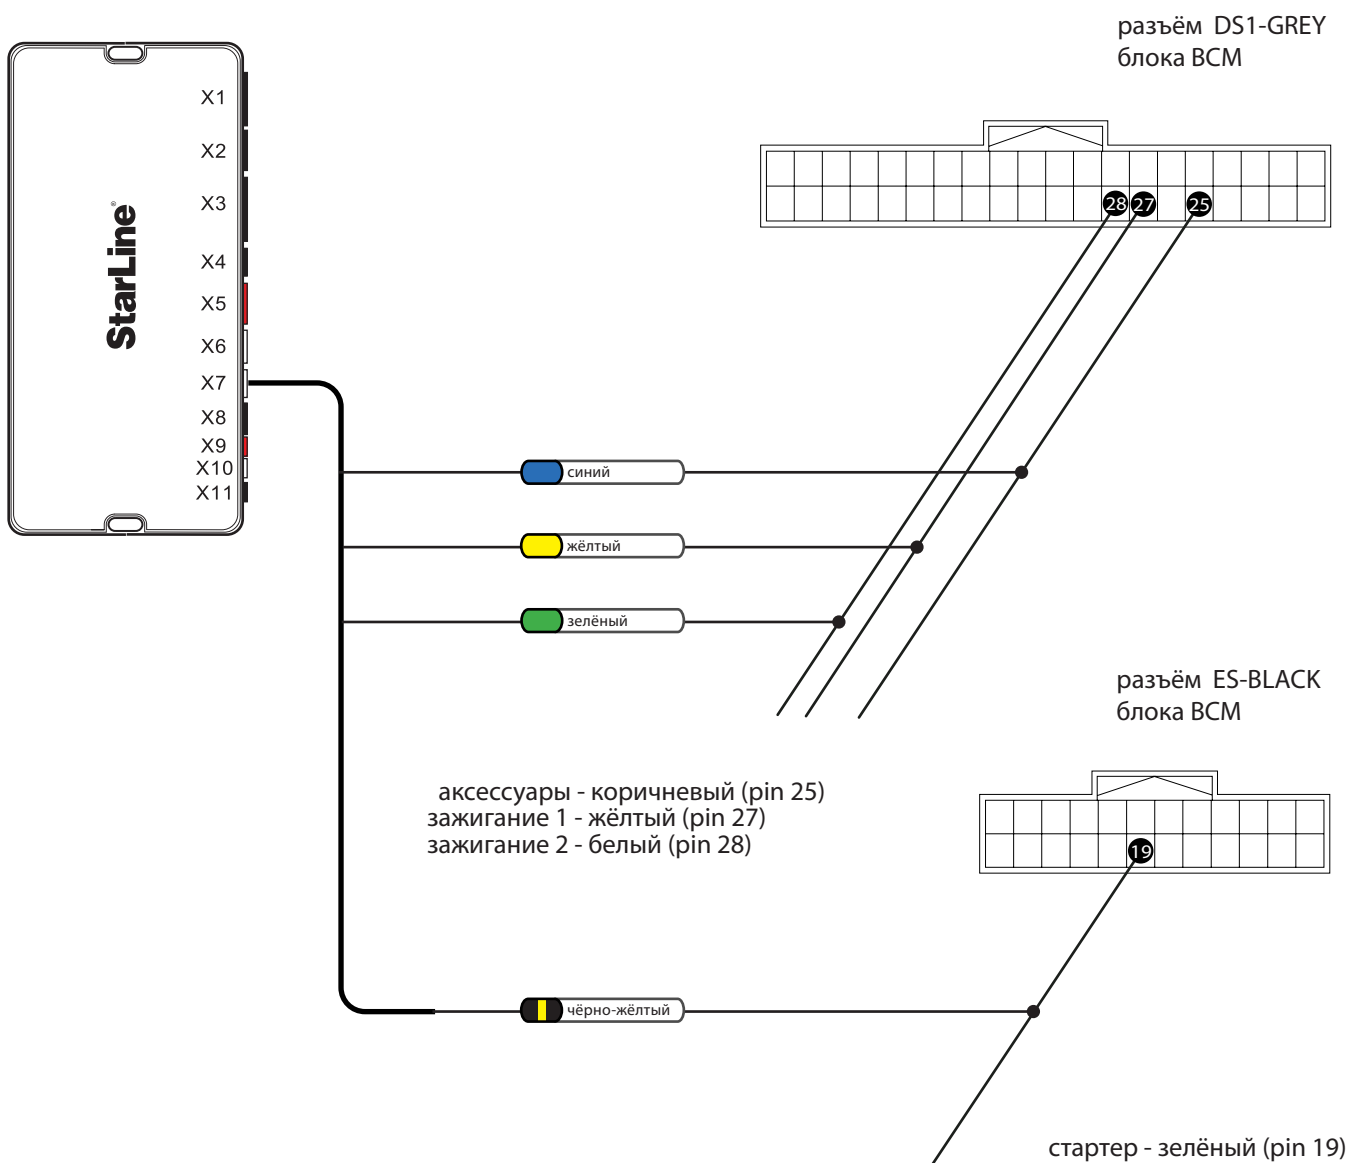 разъём DS1-GREY
блока BCM
X1
X2
X3
X4
X5
X6
X7
X8
X9
X10
X11
StarLine®
28
27
25
синий
жёлтый
зелёный
разъём ES-BLACK
блока BCM
аксессуары - коричневый (pin 25)
зажигание 1 - жёлтый (pin 27)
зажигание 2 - белый (pin 28)
19
чёрно-жёлтый
стартер - зелёный (pin 19)